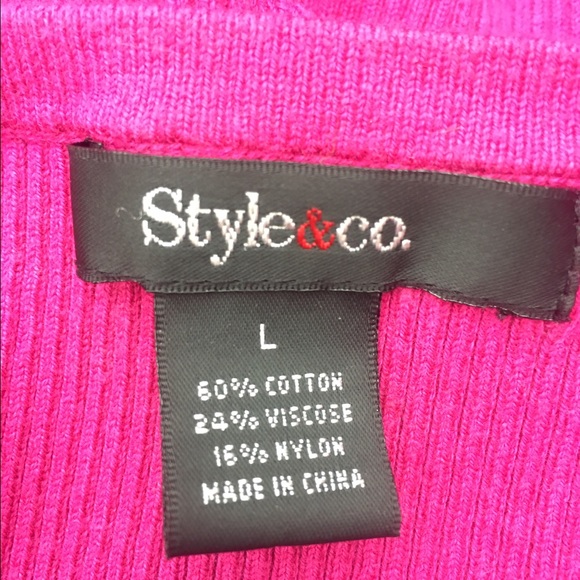 Style&co.
L
60% COTTON
24% VISCOSE
16% NYLON
MADE IN CHINA